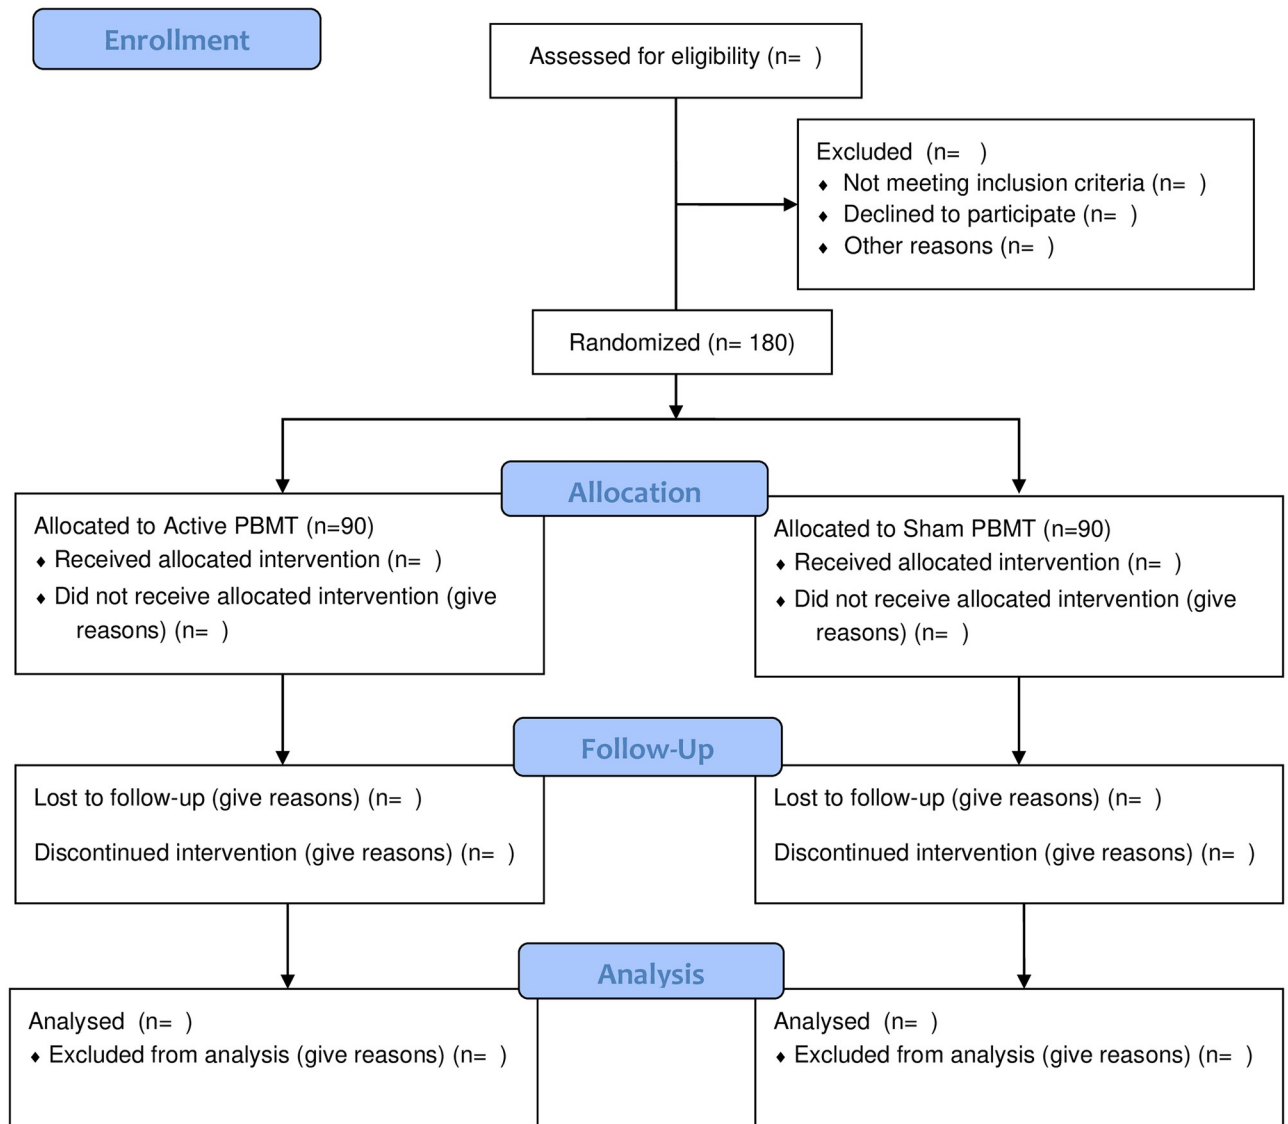 Enrollment
Assessed for eligibility (n=  )
Excluded  (n=   )
♦ Not meeting inclusion criteria (n=  )
♦ Declined to participate (n=  )
♦ Other reasons (n=  )
Randomized (n= 180)
Allocation
Allocated to Active PBMT (n=90)
♦ Received allocated intervention (n=  )
♦ Did not receive allocated intervention (give
reasons) (n=  )
Allocated to Sham PBMT (n=90)
♦ Received allocated intervention (n=  )
♦ Did not receive allocated intervention (give
reasons) (n=  )
Follow-Up
Lost to follow-up (give reasons) (n=  )
Discontinued intervention (give reasons) (n=  )
Lost to follow-up (give reasons) (n=  )
Discontinued intervention (give reasons) (n=  )
Analysis
Analysed  (n=  )
♦ Excluded from analysis (give reasons) (n=  )
Analysed  (n=  )
♦ Excluded from analysis (give reasons) (n=  )